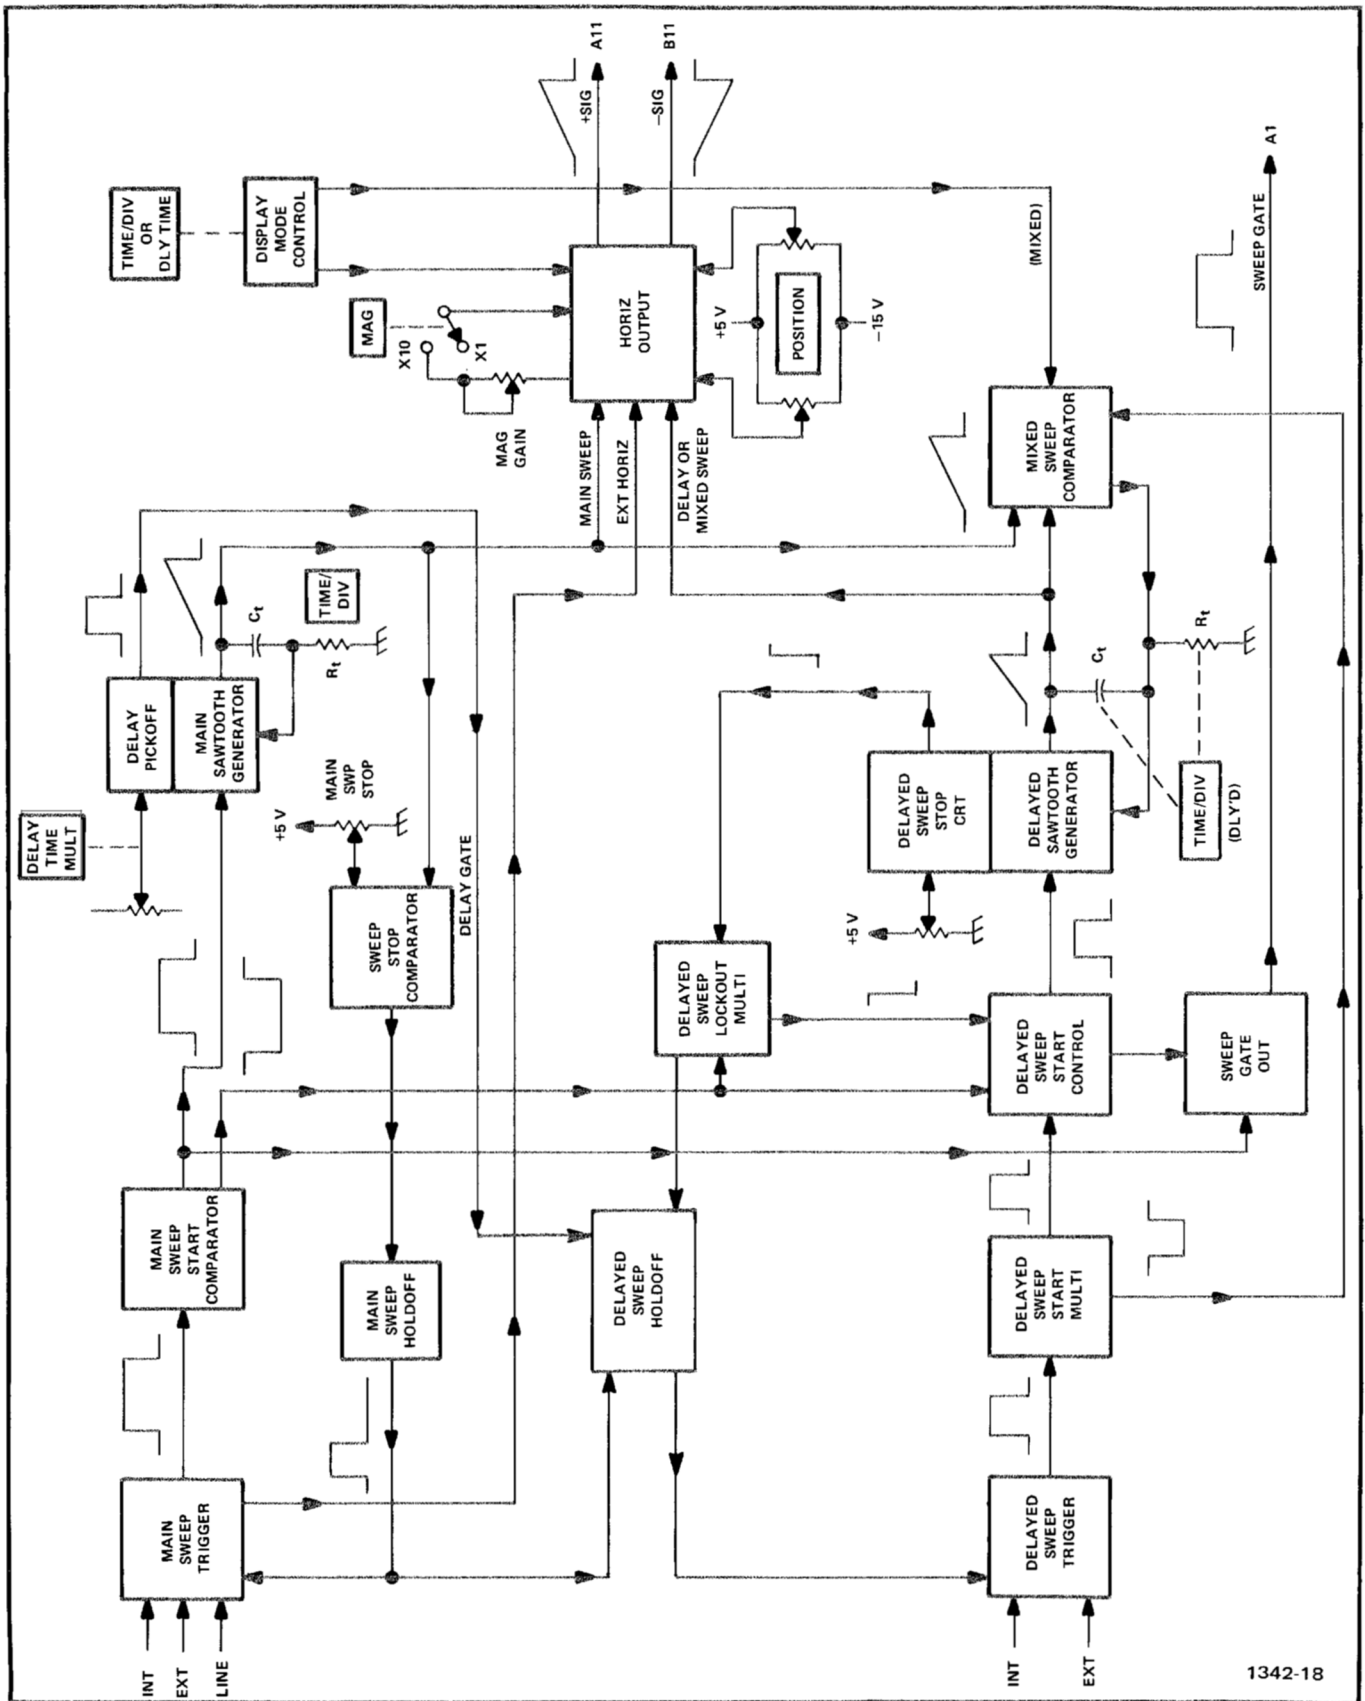 INT
EXT
LINE
MAIN
SWEEP
TRIGGER
MAIN
SWEEP
START
COMPARATOR
DELAY
TIME
MULT
DELAY
PICKOFF
MAIN
SAWTOOTH
GENERATOR
Ct
Rt
TIME/
DIV
TIME/DIV
OR
DLY TIME
DISPLAY
MODE
CONTROL
MAIN
SWEEP
HOLDOFF
SWEEP
STOP
COMPARATOR
+5 V
MAIN
SWP
STOP
DELAY GATE
MAG
X10
X1
MAG
GAIN
MAIN SWEEP
EXT HORIZ
DELAY OR
MIXED SWEEP
HORIZ
OUTPUT
+SIG
A11
-SIG
B11
+5 V
POSITION
-15 V
DELAYED
SWEEP
HOLDOFF
DELAYED
SWEEP
LOCKOUT
MULTI
+5 V
DELAYED
SWEEP
STOP
CRT
DELAYED
SAWTOOTH
GENERATOR
Ct
Rt
TIME/DIV
(DLY'D)
MIXED
SWEEP
COMPARATOR
(MIXED)
INT
EXT
DELAYED
SWEEP
TRIGGER
DELAYED
SWEEP
START
MULTI
DELAYED
SWEEP
START
CONTROL
SWEEP
GATE
OUT
SWEEP GATE
A1
1342-18